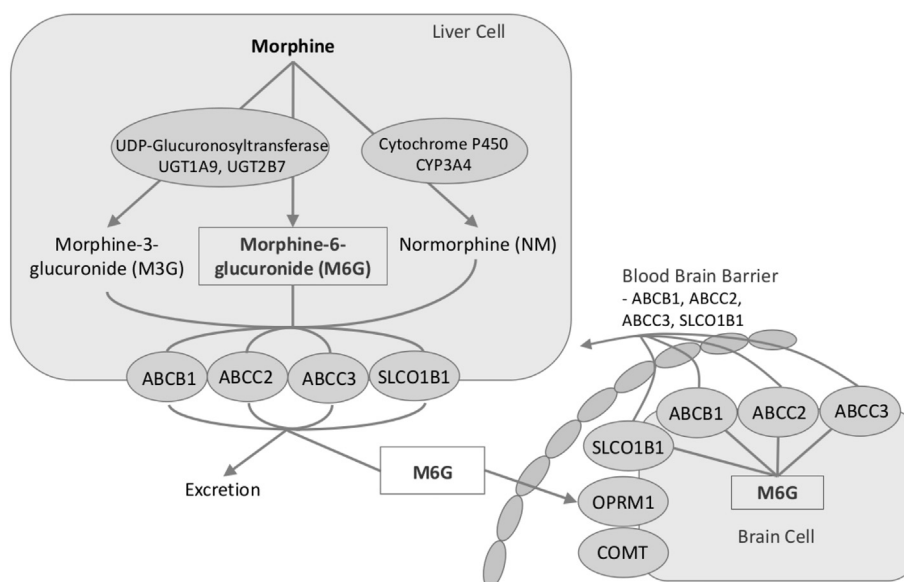 Liver Cell
Morphine
UDP-Glucuronosyltransferase
UGT1A9, UGT2B7
Cytochrome P450
CYP3A4
Morphine-3-
glucuronide (M3G)
Morphine-6-
glucuronide (M6G)
Normorphine (NM)
Blood Brain Barrier
- ABCB1, ABCC2,
ABCC3, SLCO1B1
ABCB1
ABCC2
ABCC3
SLCO1B1
ABCB1
ABCC2
ABCC3
SLCO1B1
Excretion
M6G
M6G
OPRM1
COMT
Brain Cell